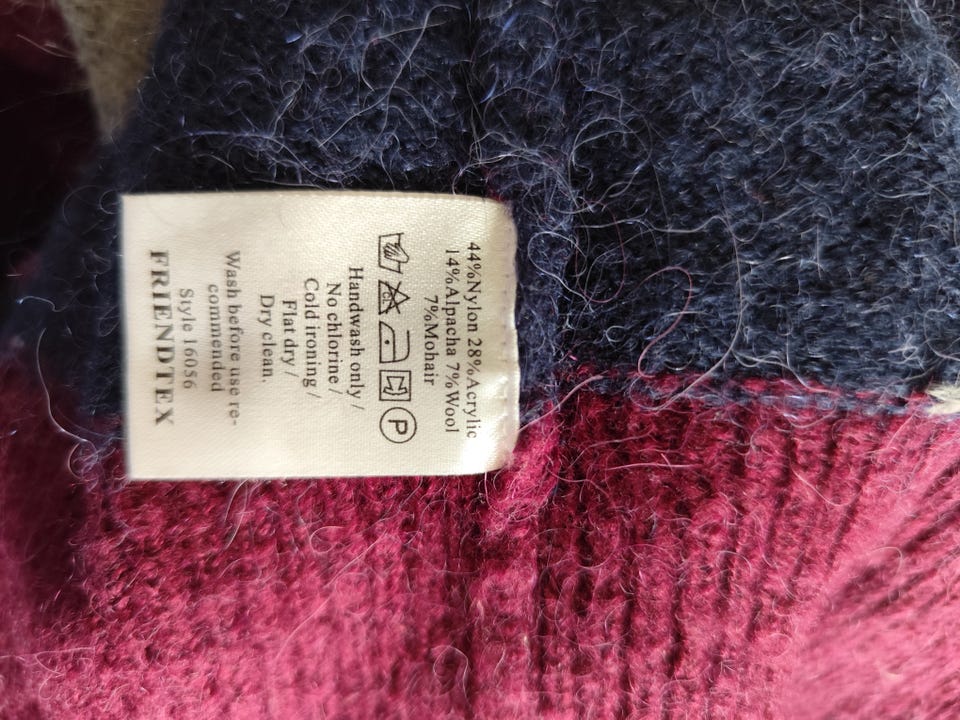 44%Nylon 28%Acrylic
14%Alpacha 7%Wool
7%Mohair
CL
P
Handwash only /
No chlorine /
Cold ironing /
Flat dry /
Dry clean.
Wash before use re-
commended
Style 16056
FRIENDTEX